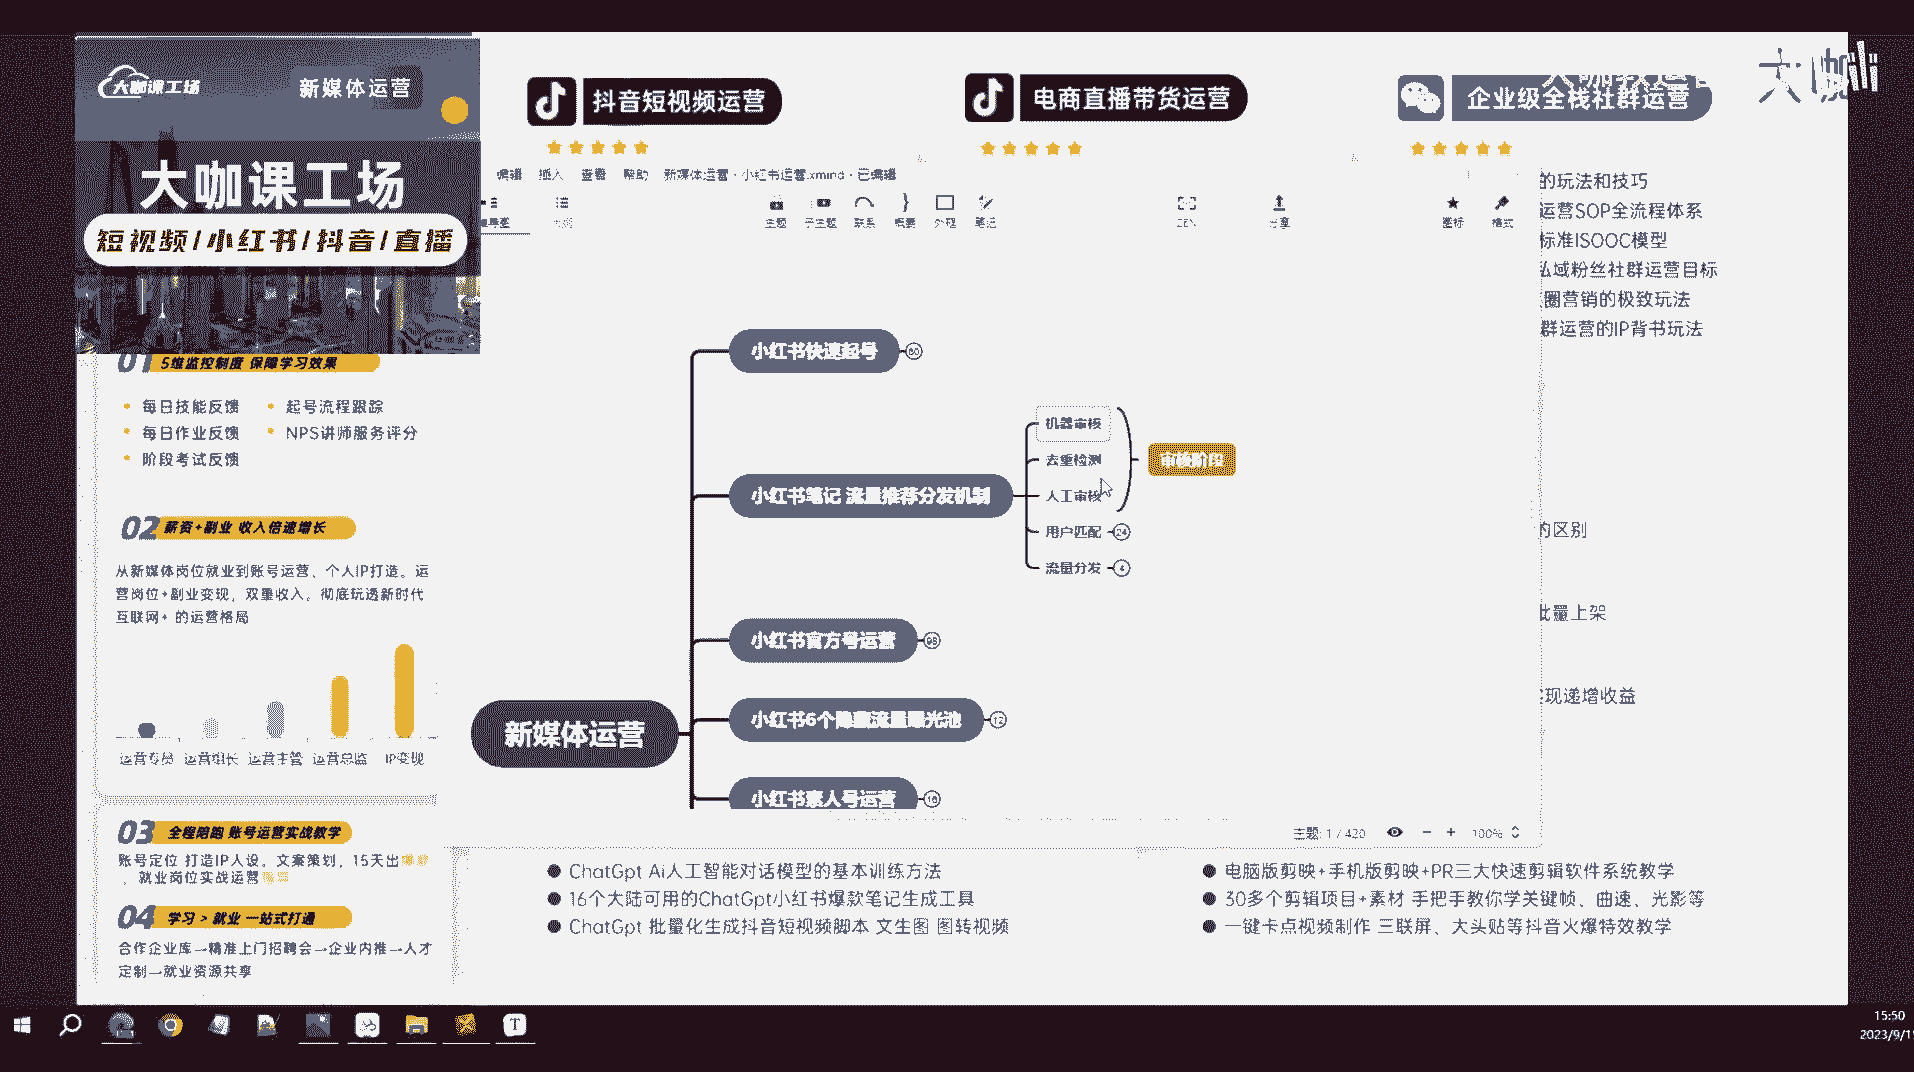 大咖课工场
新媒体运营
大咖课工场
短视频/小红书/抖音/直播
01 5维监控制度 保障学习效果
每日技能反馈
起号流程跟踪
每日作业反馈
NPS讲师服务评分
阶段考试反馈
02 薪资+副业 收入倍速增长
从新媒体岗位就业到账号运营、个人IP打造。运
营岗位+副业变现，双重收入。彻底玩透新时代
互联网+ 的运营格局
运营专员 运营组长 运营主管 运营总监 IP变现
03 全程陪跑 账号运营实战教学
账号定位 打造IP人设。文案策划，15天出
，就业岗位实战运营
04 学习 > 就业 一站式打通
合作企业库→精准上门招聘会→企业内推→人才
定制→就业资源共享
抖音短视频运营
电商直播带货运营
企业级全栈社群运营
大咖
编辑 插入 查看 帮助 新媒体运营 · 小红书运营.xmind · 已编辑
主题 子主题 联系 概要 外框 笔记 ZEN 分享 图标 格式
新媒体运营
小红书快速起号 60
小红书笔记 流量推荐分发机制
机器审核
去重检测
人工审核
审核阶段
用户匹配 24
流量分发 4
小红书官方号运营 98
小红书6个隐藏流量曝光池 12
小红书素人号运营 16
主题: 1 / 420
100%
的玩法和技巧
运营SOP全流程体系
标准ISOOC模型
私域粉丝社群运营目标
圈营销的极致玩法
群运营的IP背书玩法
的区别
批量上架
实现递增收益
ChatGpt Ai人工智能对话模型的基本训练方法
16个大陆可用的ChatGpt小红书爆款笔记生成工具
ChatGpt 批量化生成抖音短视频脚本 文生图 图转视频
电脑版剪映+手机版剪映+PR三大快速剪辑软件系统教学
30多个剪辑项目+素材 手把手教你学关键帧、曲速、光影等
一键卡点视频制作 三联屏、大头贴等抖音火爆特效教学
15:50
2023/9/1